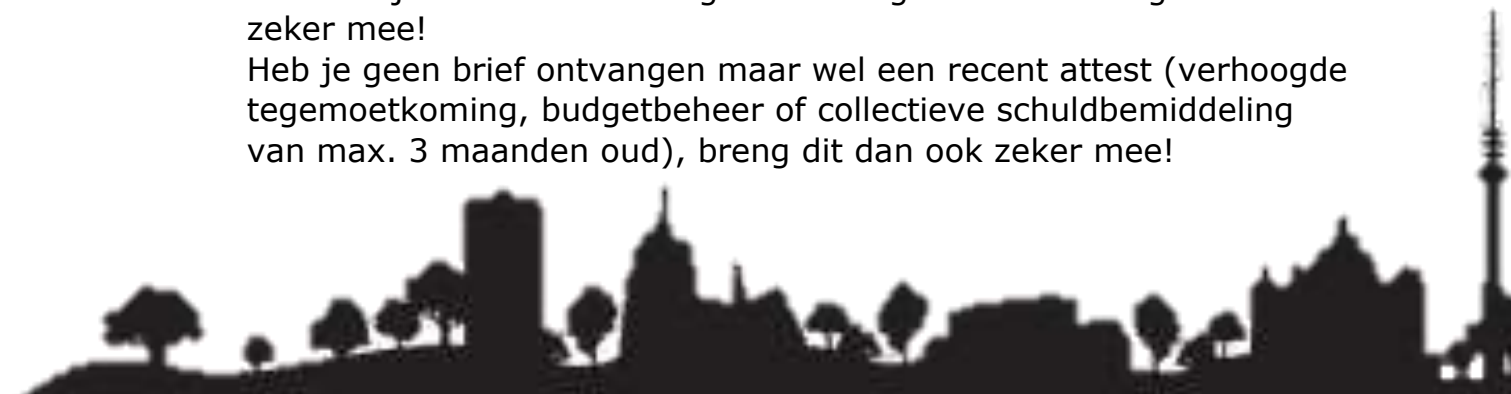 zeker mee!
Heb je geen brief ontvangen maar wel een recent attest (verhoogde
tegemoetkoming, budgetbeheer of collectieve schuldbemiddeling
van max. 3 maanden oud), breng dit dan ook zeker mee!